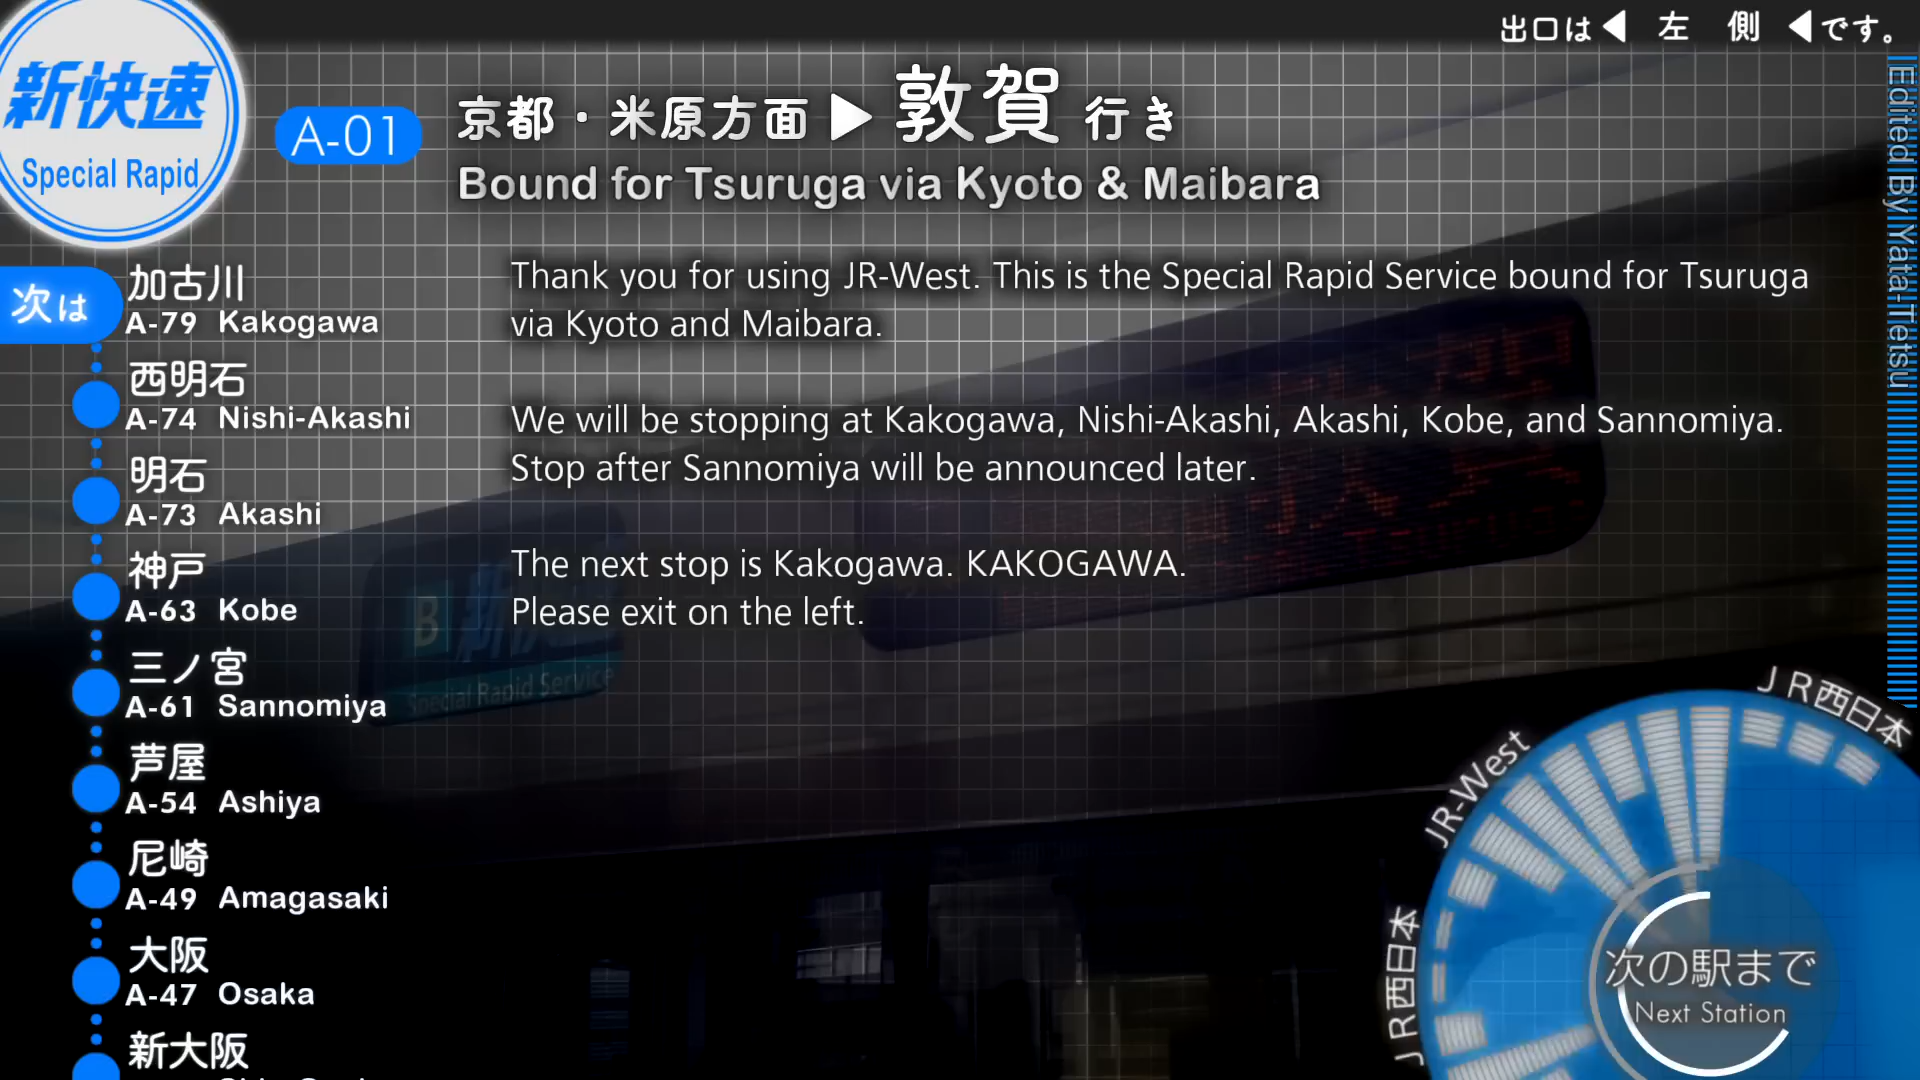 出口は◀ 左 側 ◀です。
新快速
Special Rapid
A-01
京都・米原方面▶敦賀 行き
Bound for Tsuruga via Kyoto & Maibara
Edited By Yata-Tetsu
次は
加古川
A-79 Kakogawa
西明石
A-74 Nishi-Akashi
明石
A-73 Akashi
神戸
A-63 Kobe
三ノ宮
A-61 Sannomiya
芦屋
A-54 Ashiya
尼崎
A-49 Amagasaki
大阪
A-47 Osaka
新大阪
Thank you for using JR-West. This is the Special Rapid Service bound for Tsuruga
via Kyoto and Maibara.
We will be stopping at Kakogawa, Nishi-Akashi, Akashi, Kobe, and Sannomiya.
Stop after Sannomiya will be announced later.
The next stop is Kakogawa. KAKOGAWA.
Please exit on the left.
B 新
Special Rapid Service
JR西日本
JR-West
JR西日本
次の駅まで
Next Station